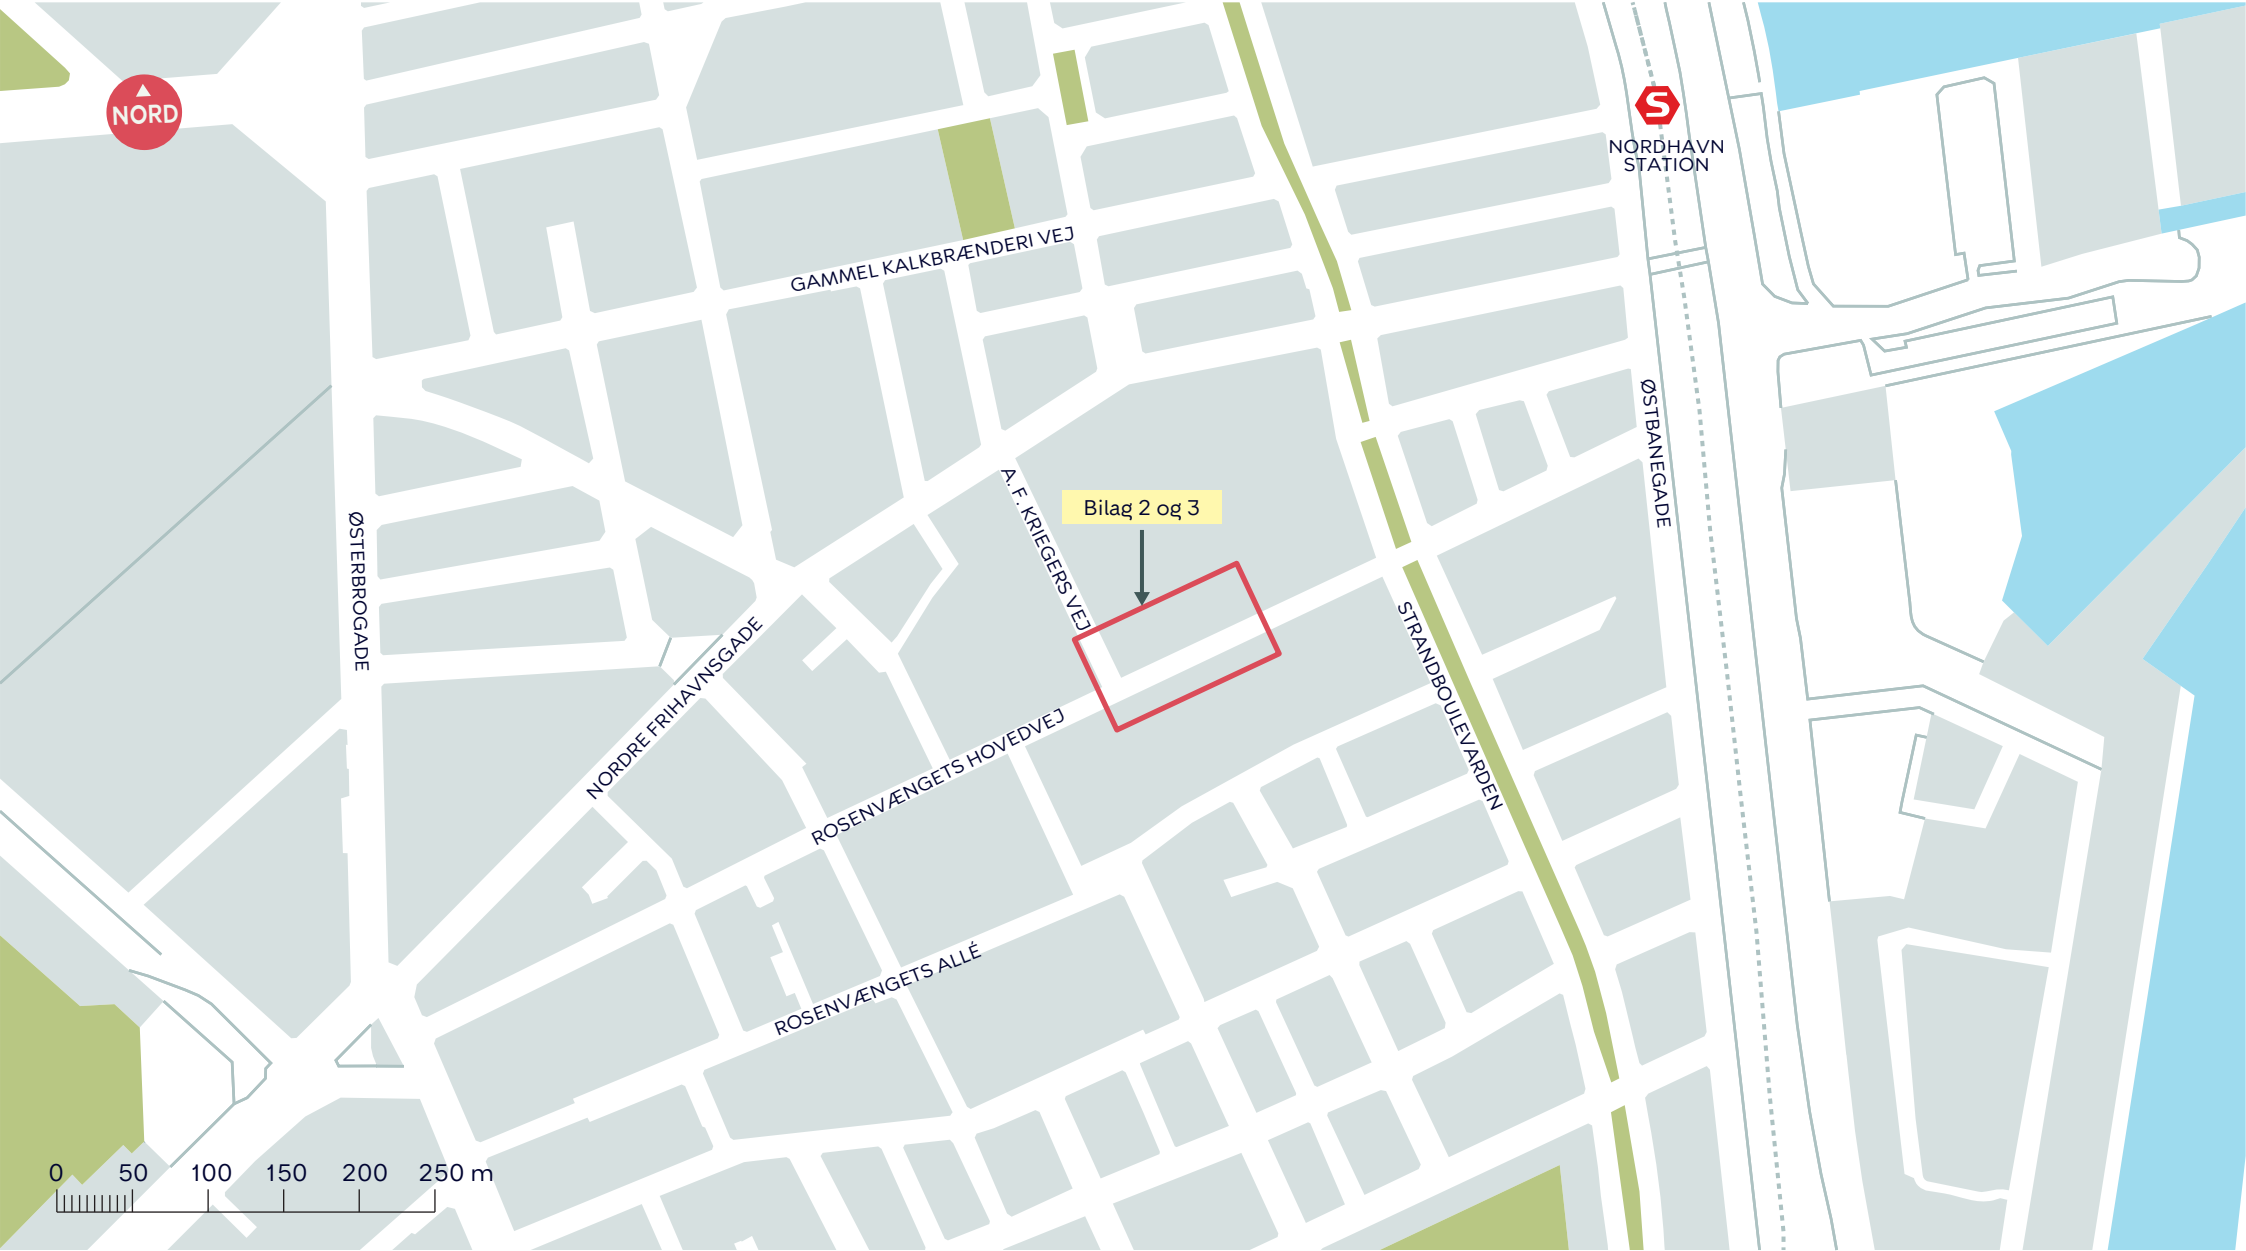 NORD
S
NORDHAVN
STATION
GAMMEL KALKBRÆNDERI VEJ
ØSTBANEGADE
A. F. KRIEGERS VEJ
Bilag 2 og 3
ØSTERBROGADE
STRANDBOULEVARDEN
NORDRE FRIHAVNSGADE
ROSENVÆNGETS HOVEDVEJ
ROSENVÆNGETS ALLÉ
0 50 100 150 200 250 m